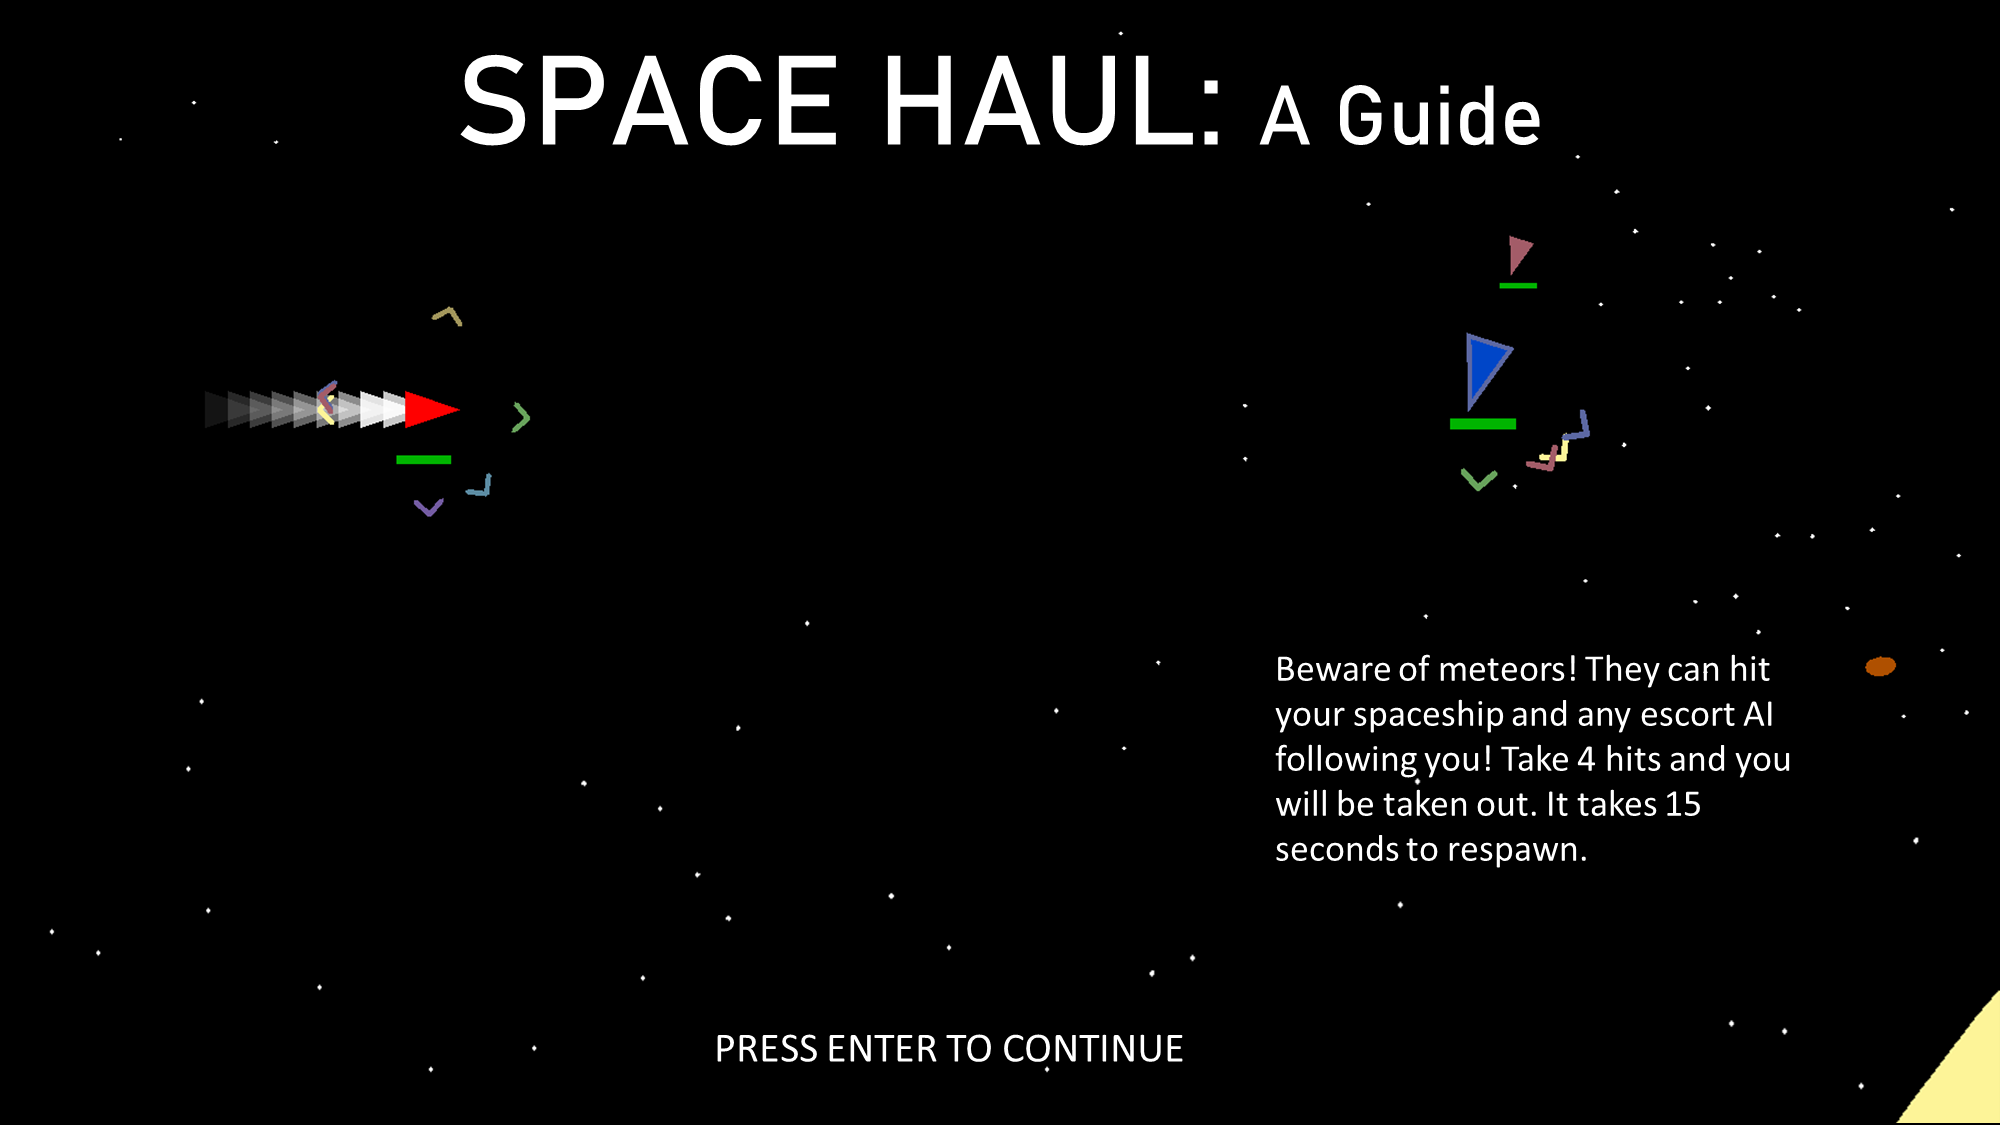 SPACE HAUL: A Guide
Beware of meteors! They can hit
your spaceship and any escort AI
following you! Take 4 hits and you
will be taken out. It takes 15
seconds to respawn.
PRESS ENTER TO CONTINUE